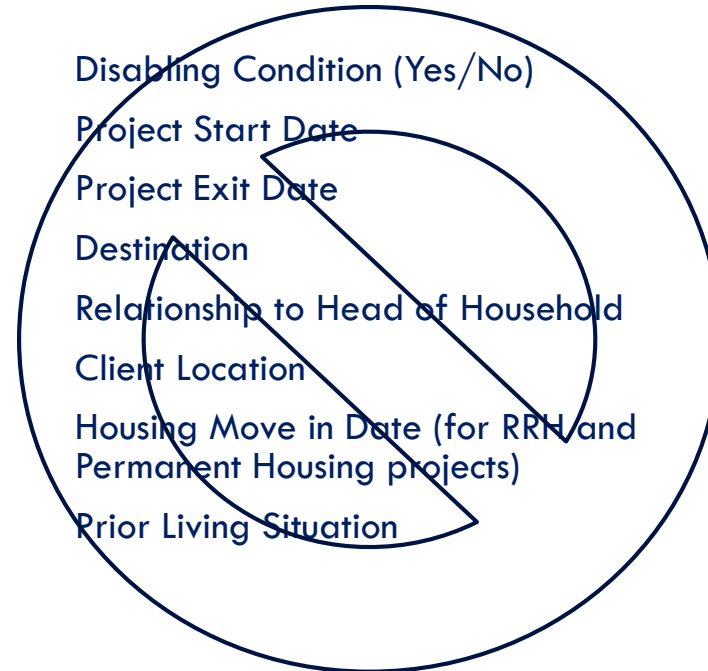 Disabling Condition (Yes/No)
Project Start Date
Project Exit Date
Destination
Relationship to Head of Household
Client Location
Housing Move in Date (for RRH and
Permanent Housing projects)
Prior Living Situation